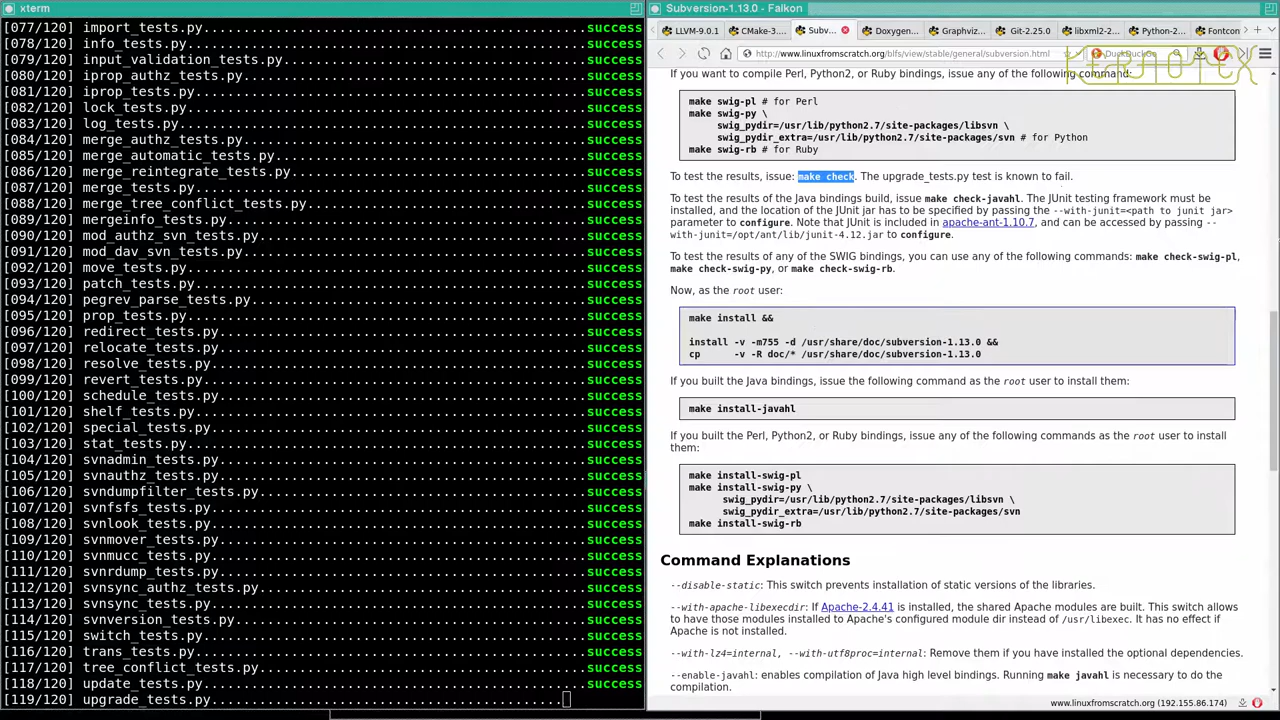 xterm
[077/120] import_tests.py................................................success
[078/120] info_tests.py..................................................success
[079/120] input_validation_tests.py......................................success
[080/120] iprop_authz_tests.py...........................................success
[081/120] iprop_tests.py.................................................success
[082/120] lock_tests.py..................................................success
[083/120] log_tests.py...................................................success
[084/120] merge_authz_tests.py...........................................success
[085/120] merge_automatic_tests.py.......................................success
[086/120] merge_reintegrate_tests.py.....................................success
[087/120] merge_tests.py.................................................success
[088/120] merge_tree_conflict_tests.py...................................success
[089/120] mergeinfo_tests.py.............................................success
[090/120] mod_authz_svn_tests.py.........................................success
[091/120] mod_dav_svn_tests.py...........................................success
[092/120] move_tests.py..................................................success
[093/120] patch_tests.py.................................................success
[094/120] pegrev_parse_tests.py..........................................success
[095/120] prop_tests.py..................................................success
[096/120] redirect_tests.py..............................................success
[097/120] relocate_tests.py..............................................success
[098/120] resolve_tests.py...............................................success
[099/120] revert_tests.py................................................success
[100/120] schedule_tests.py..............................................success
[101/120] shelf_tests.py.................................................success
[102/120] special_tests.py...............................................success
[103/120] stat_tests.py..................................................success
[104/120] svnadmin_tests.py..............................................success
[105/120] svnauthz_tests.py..............................................success
[106/120] svndumpfilter_tests.py.........................................success
[107/120] svnfsfs_tests.py...............................................success
[108/120] svnlook_tests.py...............................................success
[109/120] svnmover_tests.py..............................................success
[110/120] svnmucc_tests.py...............................................success
[111/120] svnrdump_tests.py..............................................success
[112/120] svnsync_authz_tests.py.........................................success
[113/120] svnsync_tests.py...............................................success
[114/120] svnversion_tests.py............................................success
[115/120] switch_tests.py................................................success
[116/120] trans_tests.py.................................................success
[117/120] tree_conflict_tests.py.........................................success
[118/120] update_tests.py................................................success
[119/120] upgrade_tests.py............................................
Subversion-1.13.0 - Falkon
LLVM-9.0.1 CMake-3.... Subv... Doxygen... Graphviz... Git-2.25.0 libxml2-... Python-2... Fontcon
http://www.linuxfromscratch.org/blfs/view/stable/general/subversion.html DuckDuckGo
KERNOTEX
If you want to compile Perl, Python2, or Ruby bindings, issue any of the following command:
make swig-pl # for Perl
make swig-py \
swig_pydir=/usr/lib/python2.7/site-packages/libsvn \
swig_pydir_extra=/usr/lib/python2.7/site-packages/svn # for Python
make swig-rb # for Ruby
To test the results, issue: make check. The upgrade_tests.py test is known to fail.
To test the results of the Java bindings build, issue make check-javahl. The JUnit testing framework must be
installed, and the location of the JUnit jar has to be specified by passing the --with-junit=<path to junit jar>
parameter to configure. Note that JUnit is included in apache-ant-1.10.7, and can be accessed by passing --
with-junit=/opt/ant/lib/junit-4.12.jar to configure.
To test the results of any of the SWIG bindings, you can use any of the following commands: make check-swig-pl,
make check-swig-py, or make check-swig-rb.
Now, as the root user:
make install &&
install -v -m755 -d /usr/share/doc/subversion-1.13.0 &&
cp -v -R doc/* /usr/share/doc/subversion-1.13.0
If you built the Java bindings, issue the following command as the root user to install them:
make install-javahl
If you built the Perl, Python2, or Ruby bindings, issue any of the following commands as the root user to install
them:
make install-swig-pl
make install-swig-py \
swig_pydir=/usr/lib/python2.7/site-packages/libsvn \
swig_pydir_extra=/usr/lib/python2.7/site-packages/svn
make install-swig-rb
Command Explanations
--disable-static: This switch prevents installation of static versions of the libraries.
--with-apache-libexecdir: If Apache-2.4.41 is installed, the shared Apache modules are built. This switch allows
to have those modules installed to Apache's configured module dir instead of /usr/libexec. It has no effect if
Apache is not installed.
--with-lz4=internal, --with-utf8proc=internal: Remove them if you have installed the optional dependencies.
--enable-javahl: enables compilation of Java high level bindings. Running make javahl is necessary to do the
compilation.
www.linuxfromscratch.org (192.155.86.174)